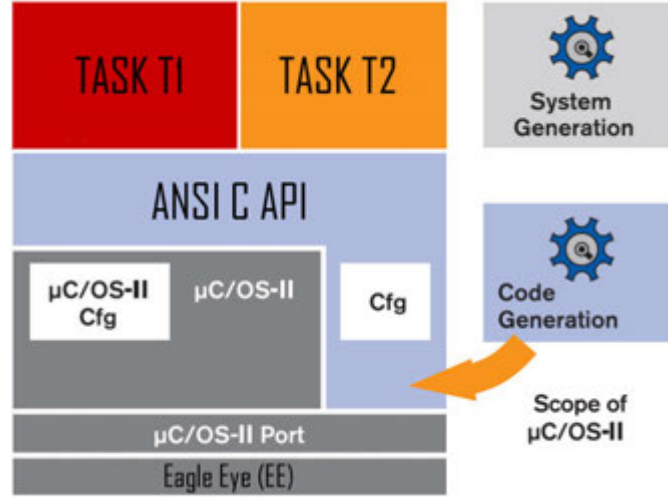 TASK T1
TASK T2
System
Generation
ANSI C API
µC/OS-II
Cfg
µC/OS-II
Cfg
Code
Generation
Scope of
µC/OS-II
µC/OS-II Port
Eagle Eye (EE)